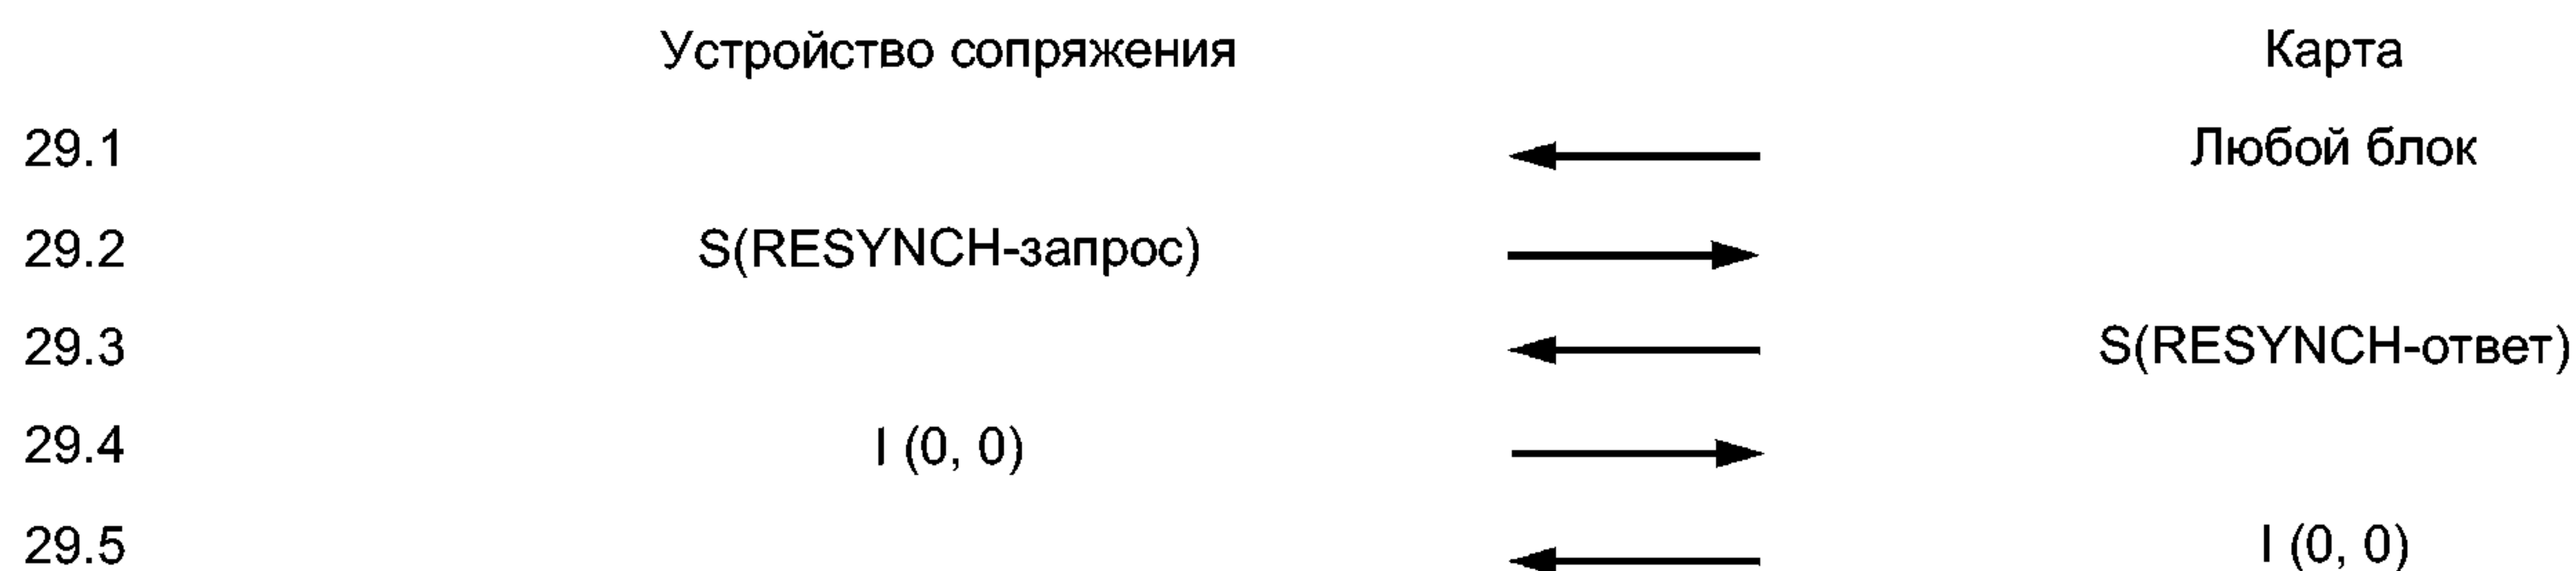 Устройство сопряжения Карта
29.1 Любой блок
29.2 S(RESYNCH-запрос)
29.3 S(RESYNCH-ответ)
29.4 I (0, 0)
29.5 I (0, 0)